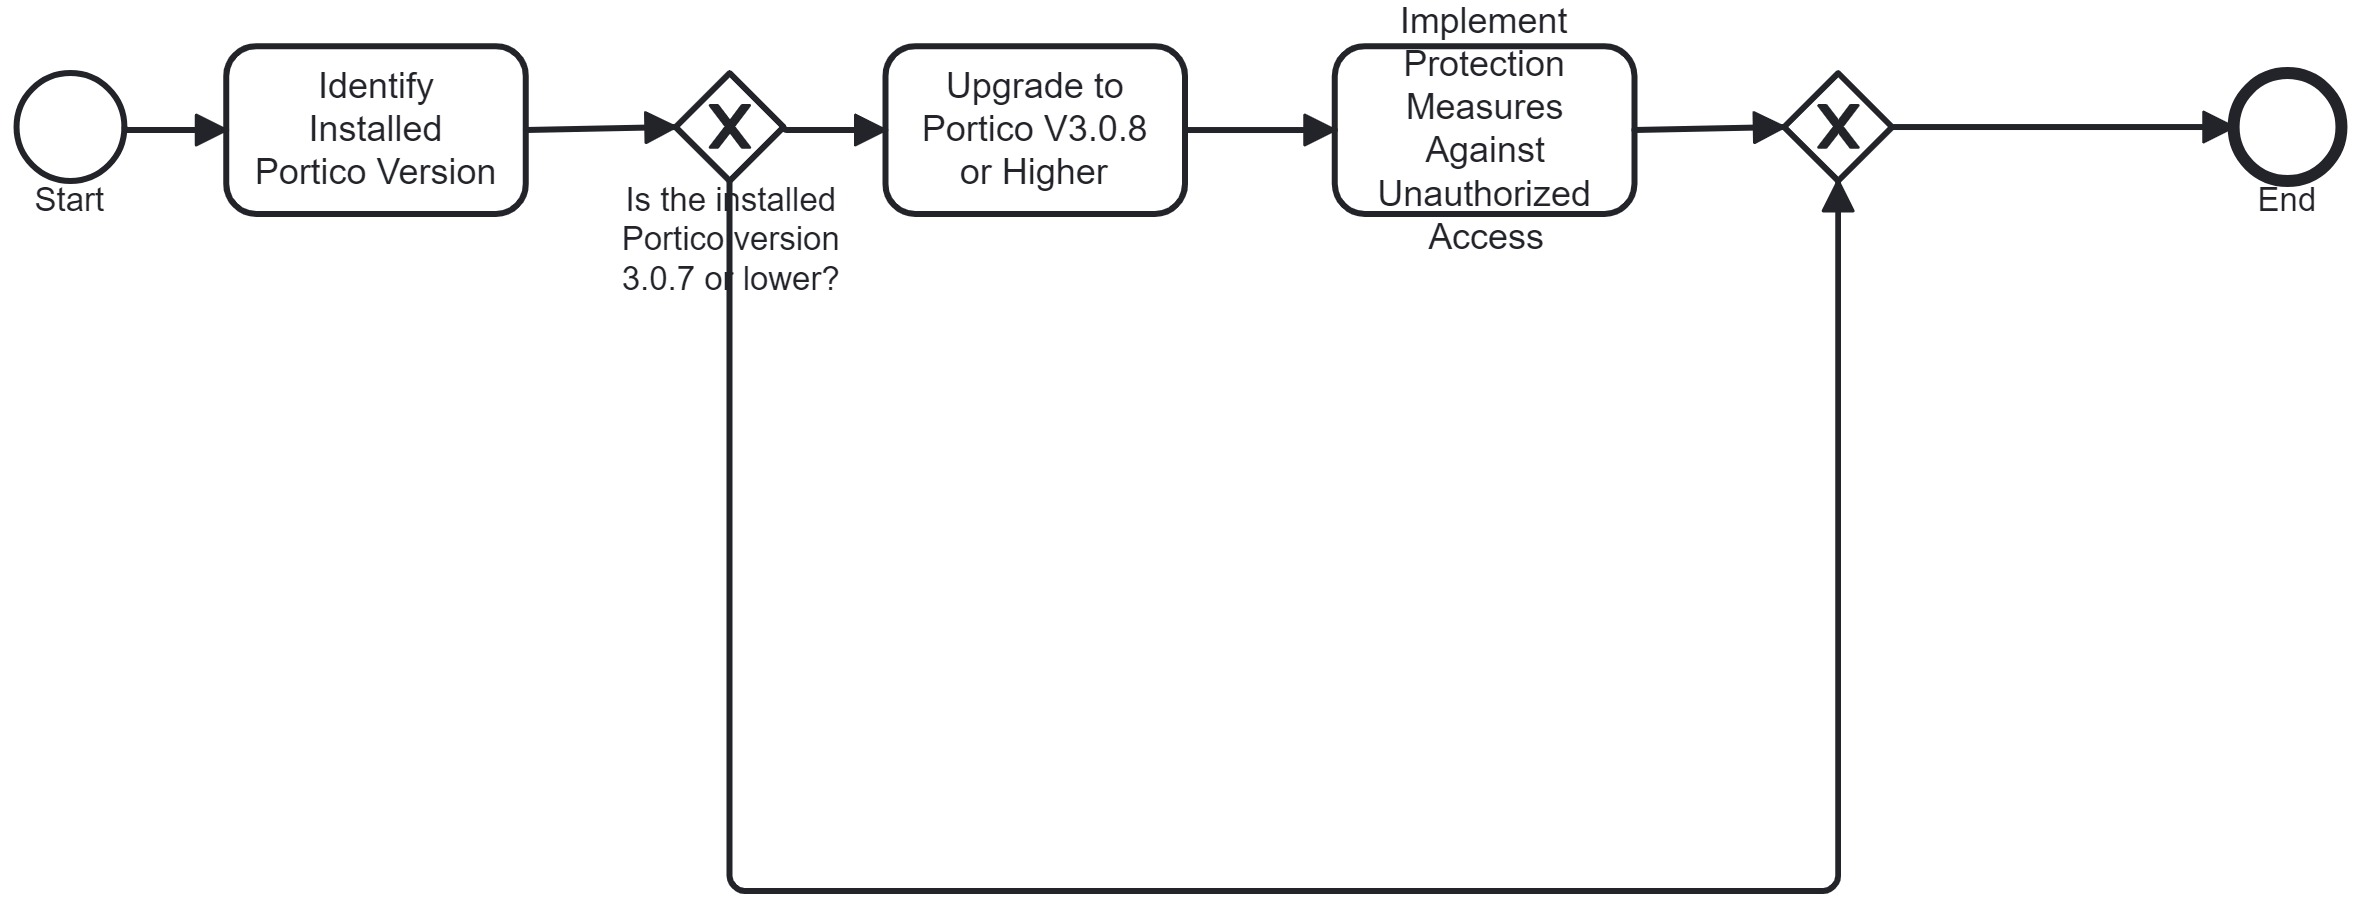 Start
Identify
Installed
Portico Version
X
Is the installed
Portico version
3.0.7 or lower?
Upgrade to
Portico V3.0.8
or Higher
Implement
Protection
Measures
Against
Unauthorized
Access
X
End